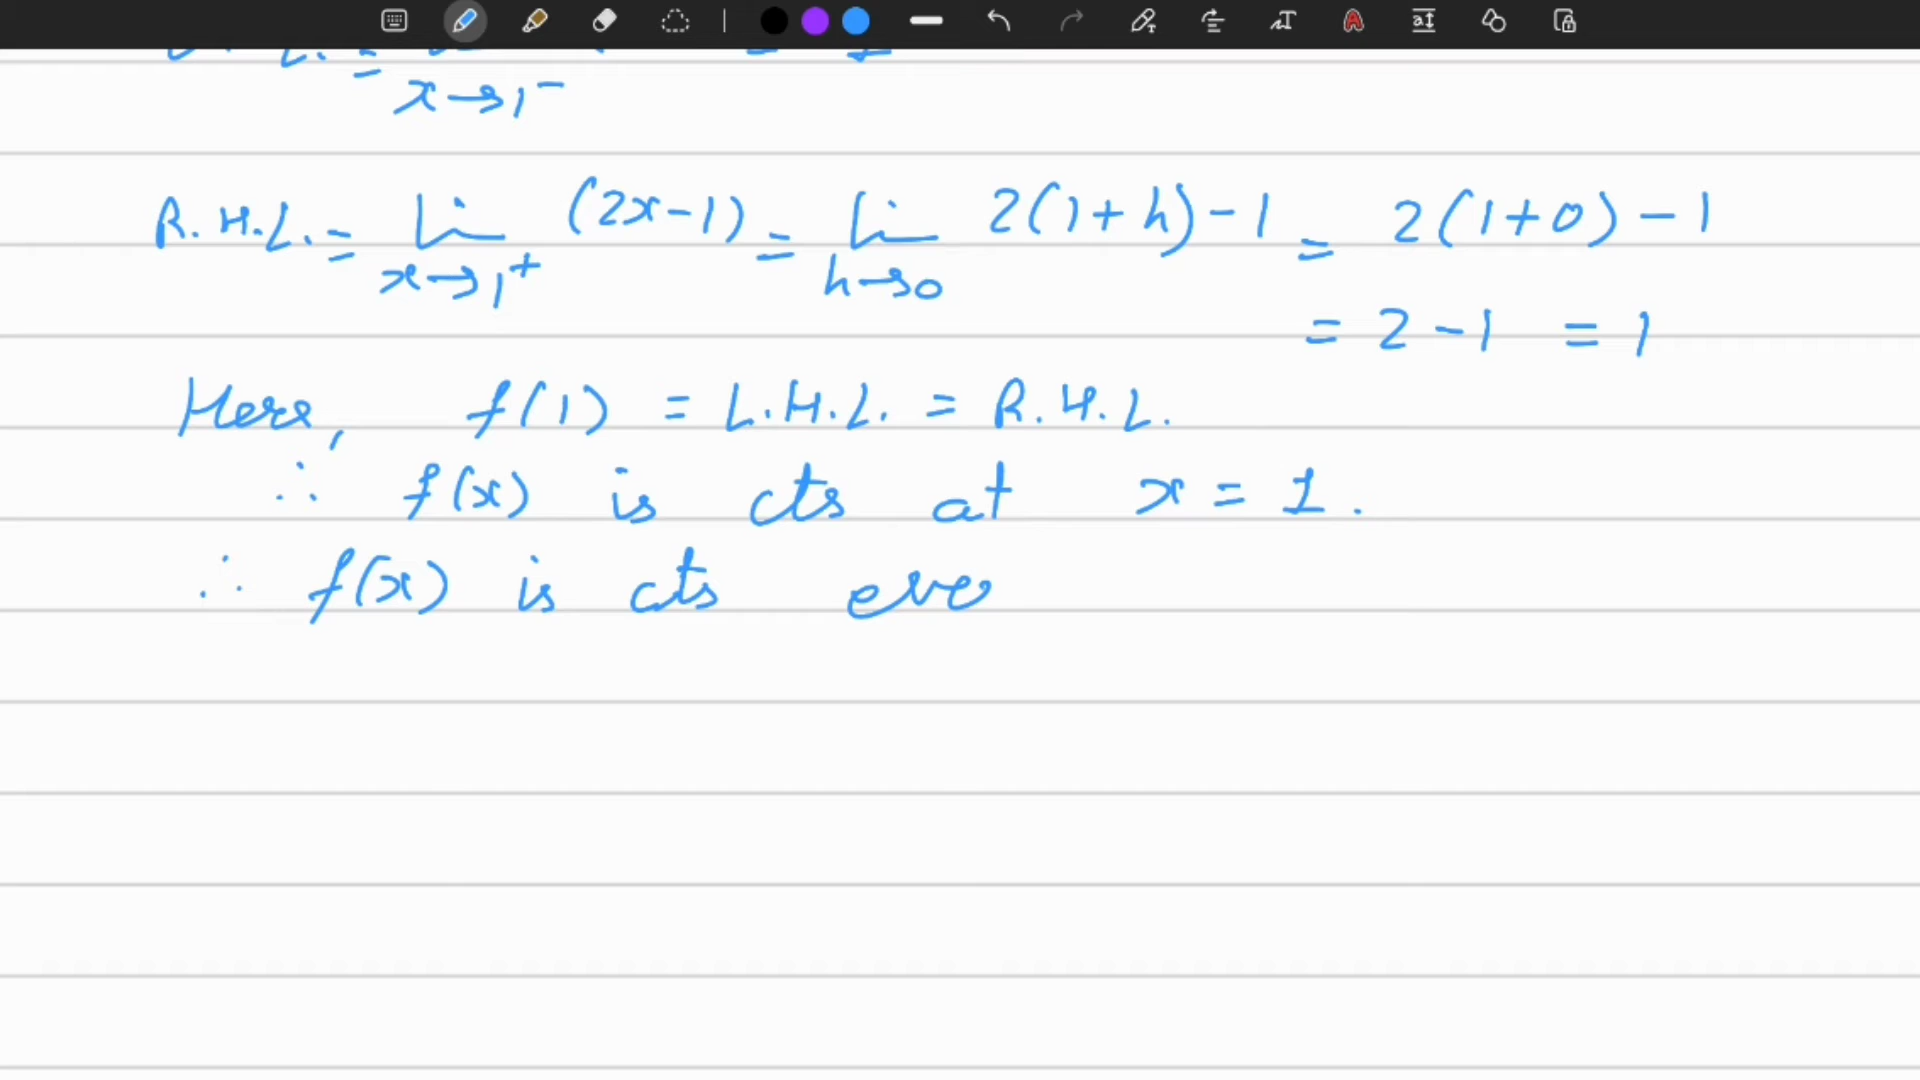 x→1⁻
R.H.L. = lim x→1⁺ (2x-1) = lim h→0 2(1+h)-1 = 2(1+0)-1
= 2-1 = 1
Here, f(1) = L.H.L. = R.H.L.
∴ f(x) is cts at x = 1.
∴ f(x) is cts eve